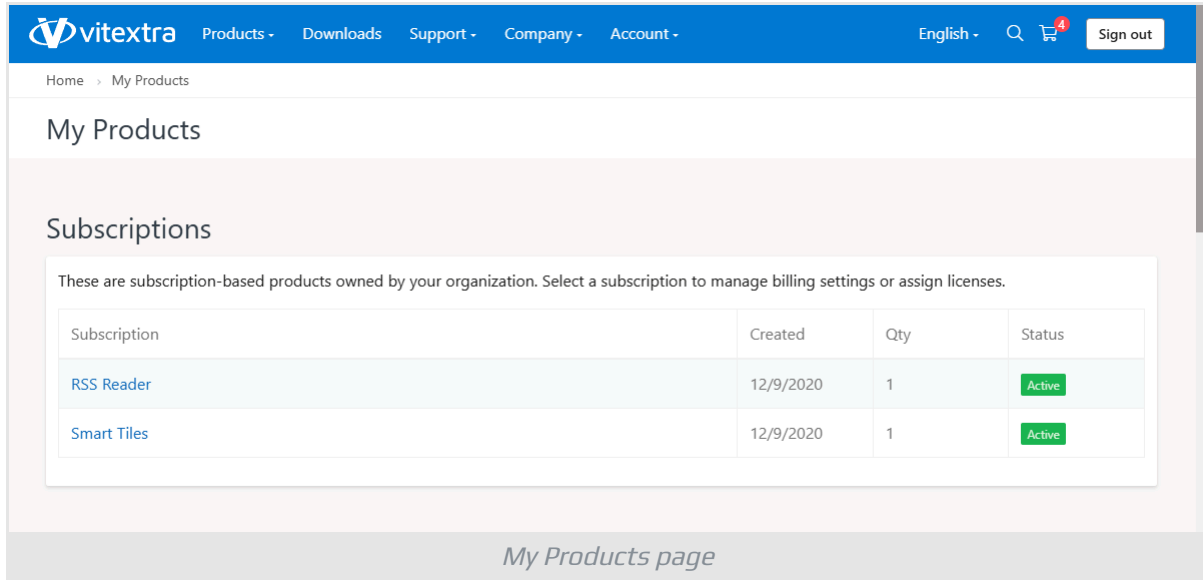 vitextra Products Downloads Support Company Account English 4 Sign out
Home › My Products
My Products
Subscriptions
These are subscription-based products owned by your organization. Select a subscription to manage billing settings or assign licenses.
Subscription Created Qty Status
RSS Reader 12/9/2020 1 Active
Smart Tiles 12/9/2020 1 Active
My Products page